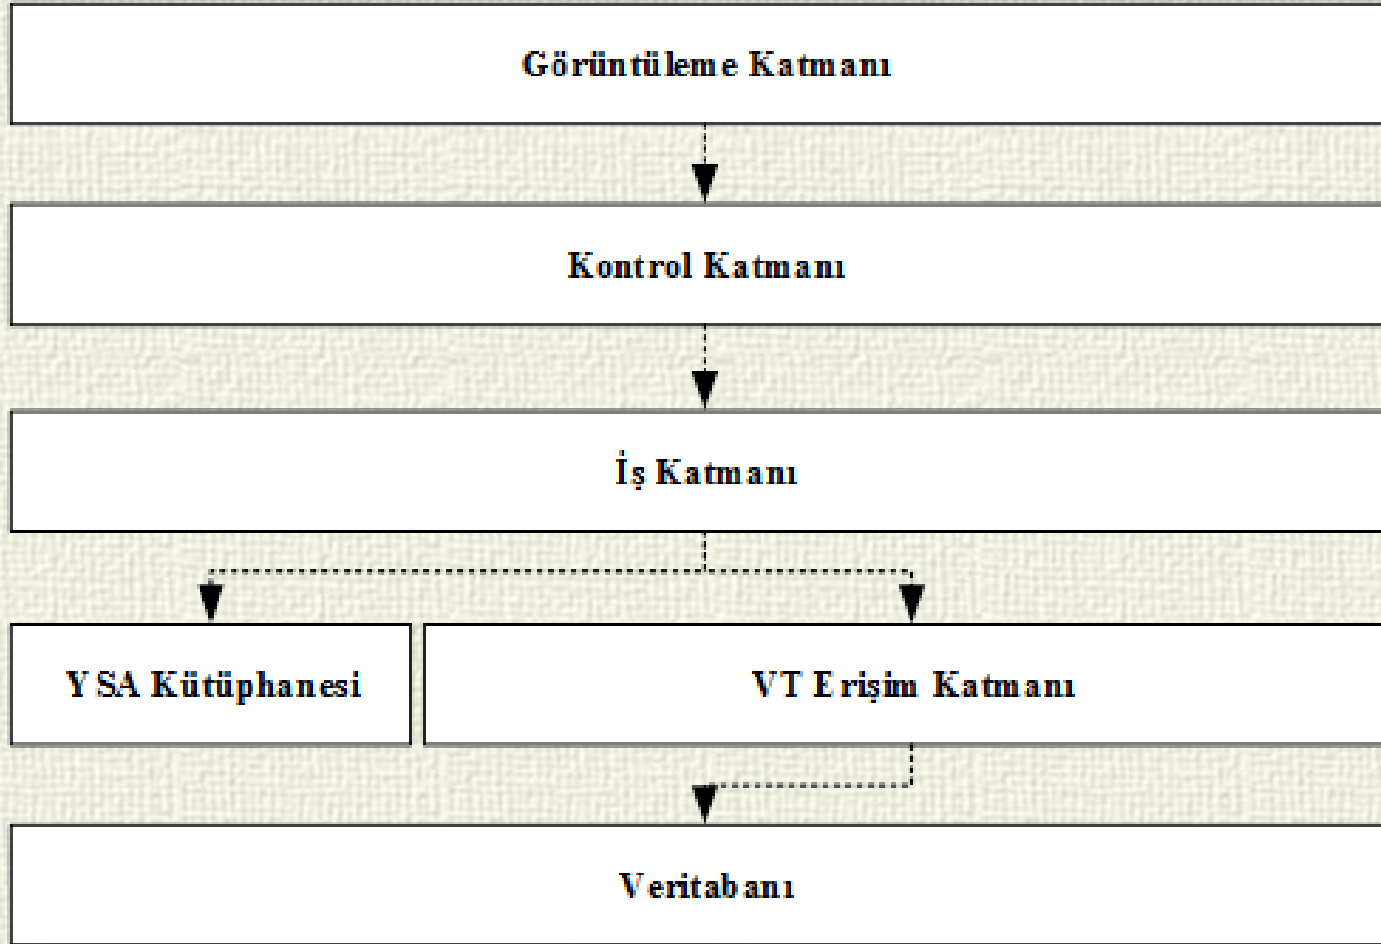 Görüntüleme Katmanı
Kontrol Katmanı
İş Katmanı
YSA Kütüphanesi
VT Erişim Katmanı
Veritabanı